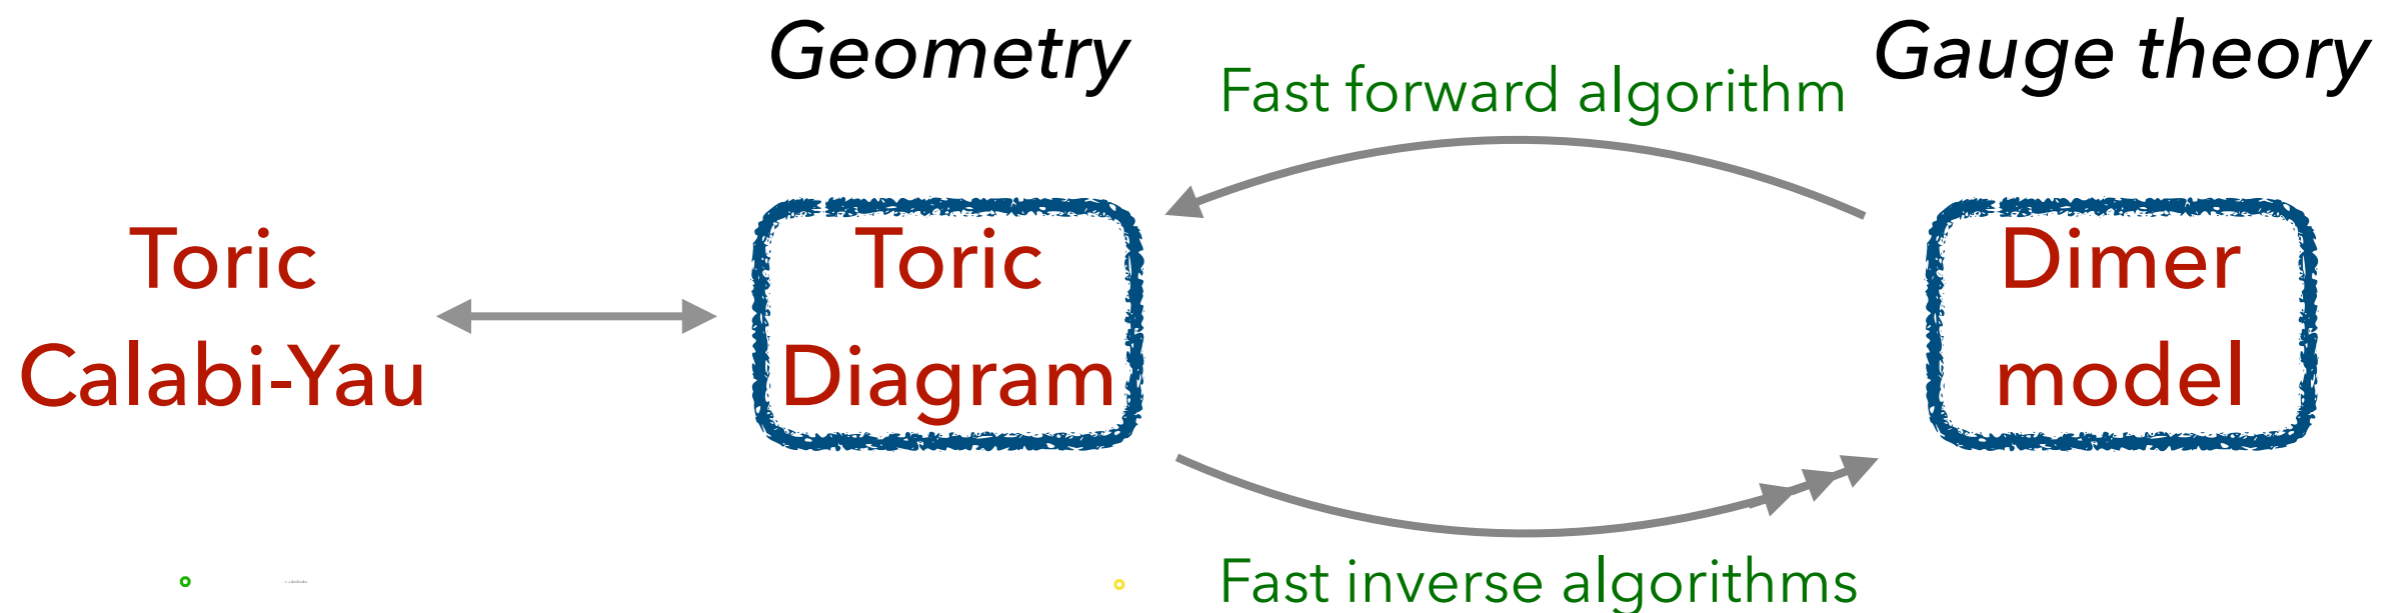 Geometry
Gauge theory
Fast forward algorithm
Toric
Calabi-Yau
Toric
Diagram
Dimer
model
Fast inverse algorithms